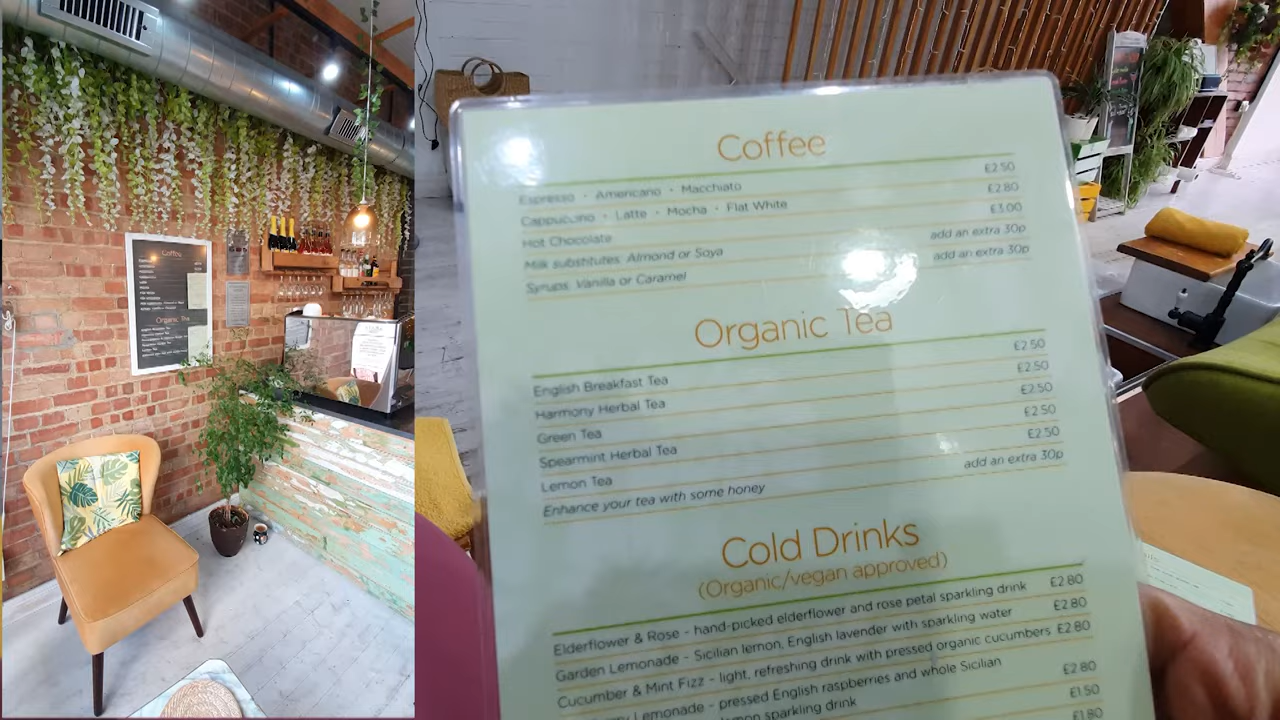 Coffee
Organic Tea
Coffee
Espresso • Americano • Macchiato £2.50
Cappuccino • Latte • Mocha • Flat White £2.80
Hot Chocolate £3.00
Milk substitutes: Almond or Soya add an extra 30p
Syrups: Vanilla or Caramel add an extra 30p
Organic Tea
English Breakfast Tea £2.50
Harmony Herbal Tea £2.50
Green Tea £2.50
Spearmint Herbal Tea £2.50
Lemon Tea £2.50
Enhance your tea with some honey add an extra 30p
Cold Drinks
(Organic/vegan approved)
Elderflower & Rose - hand-picked elderflower and rose petal sparkling drink £2.80
Garden Lemonade - Sicilian lemon, English lavender with sparkling water £2.80
Cucumber & Mint Fizz - light, refreshing drink with pressed organic cucumbers £2.80
Lemonade - pressed English raspberries and whole Sicilian
lemon sparkling drink £2.80
£1.50
£1.80